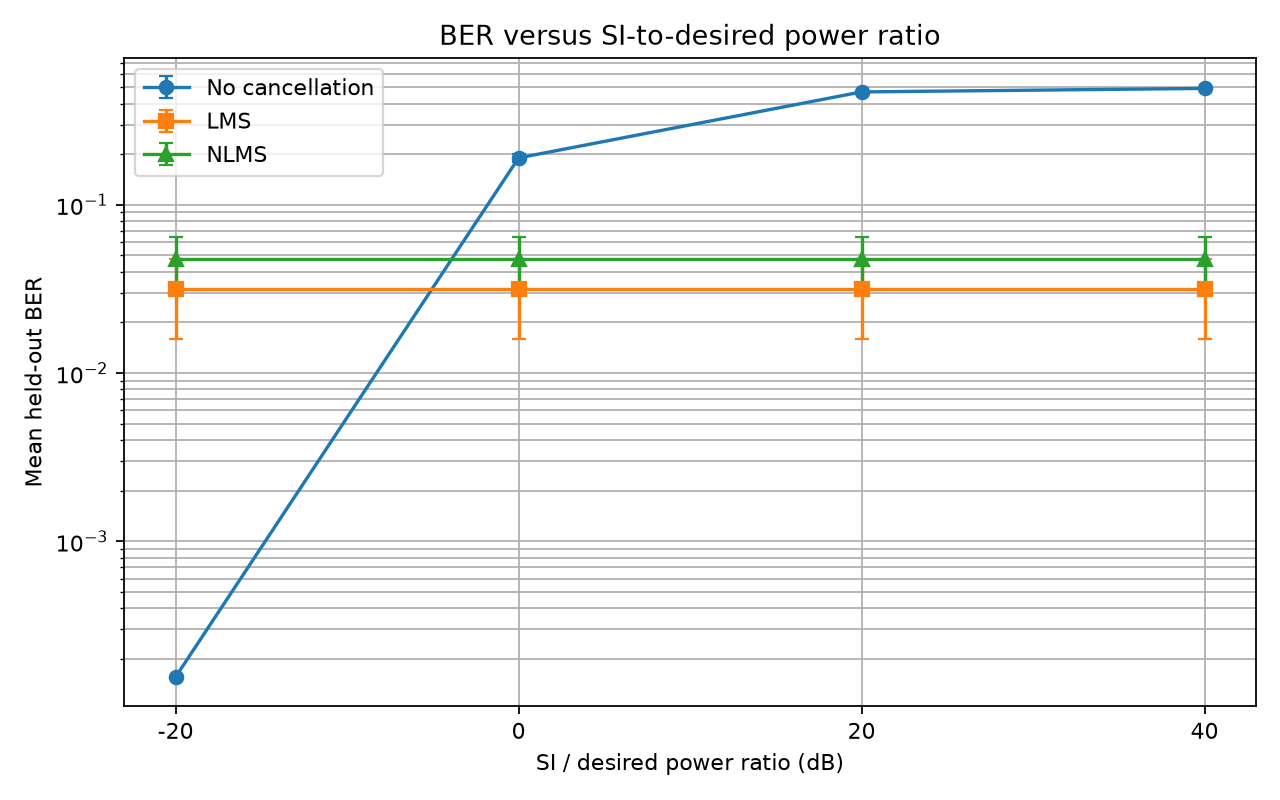 BER versus SI-to-desired power ratio
No cancellation
LMS
NLMS
Mean held-out BER
10⁻¹
10⁻²
10⁻³
-20 0 20 40
SI / desired power ratio (dB)